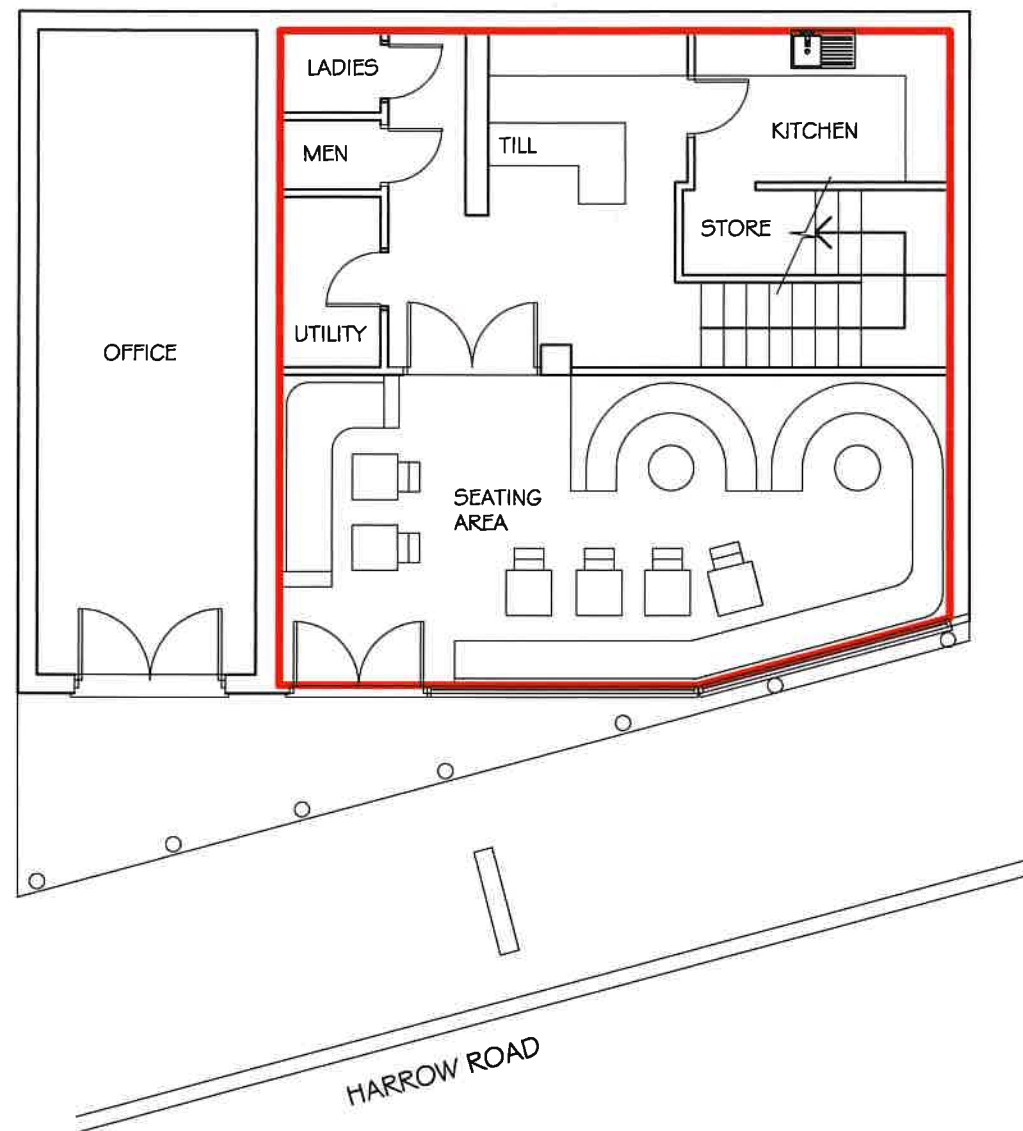 LADIES
MEN
TILL
KITCHEN
STORE
UTILITY
OFFICE
SEATING
AREA
HARROW ROAD